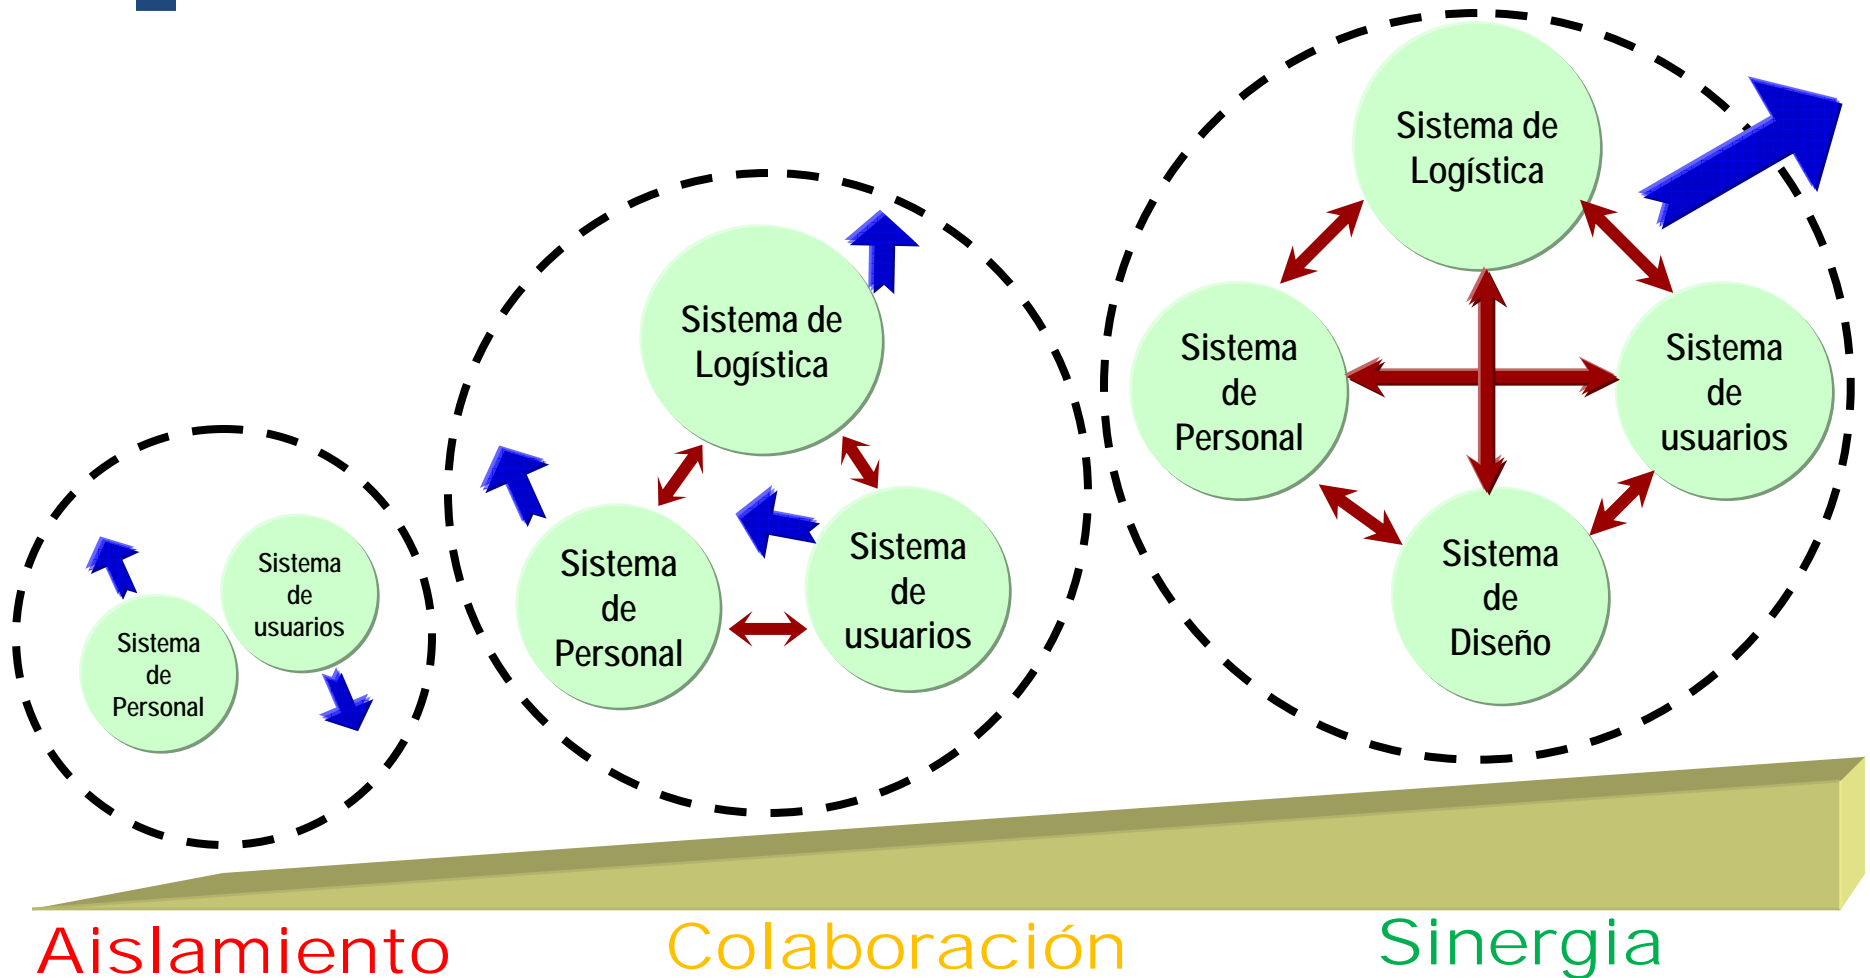 Sistema
de
Personal
Sistema
de
usuarios
Sistema de
Logística
Sistema
de
Personal
Sistema
de
usuarios
Sistema de
Logística
Sistema
de
Personal
Sistema
de
usuarios
Sistema
de
Diseño
Aislamiento
Colaboración
Sinergia